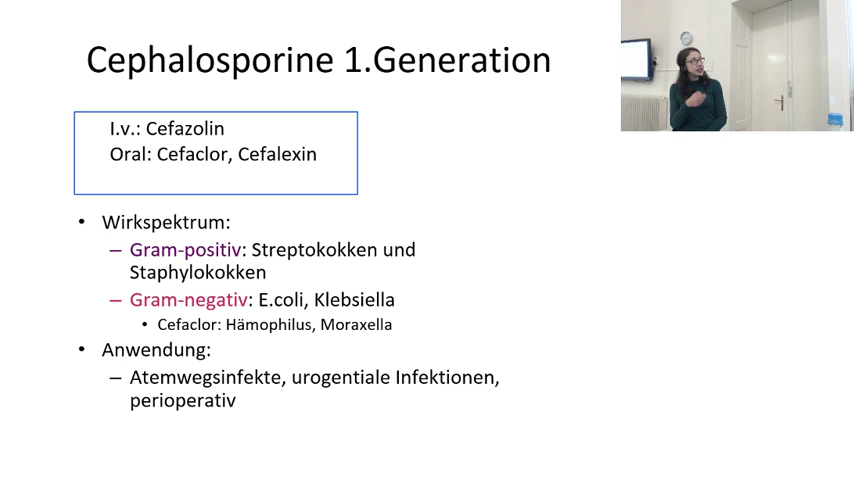 Cephalosporine 1.Generation
I.v.: Cefazolin
Oral: Cefaclor, Cefalexin
• Wirkspektrum:
– Gram-positiv: Streptokokken und
Staphylokokken
– Gram-negativ: E.coli, Klebsiella
• Cefaclor: Hämophilus, Moraxella
• Anwendung:
– Atemwegsinfekte, urogentiale Infektionen,
perioperativ